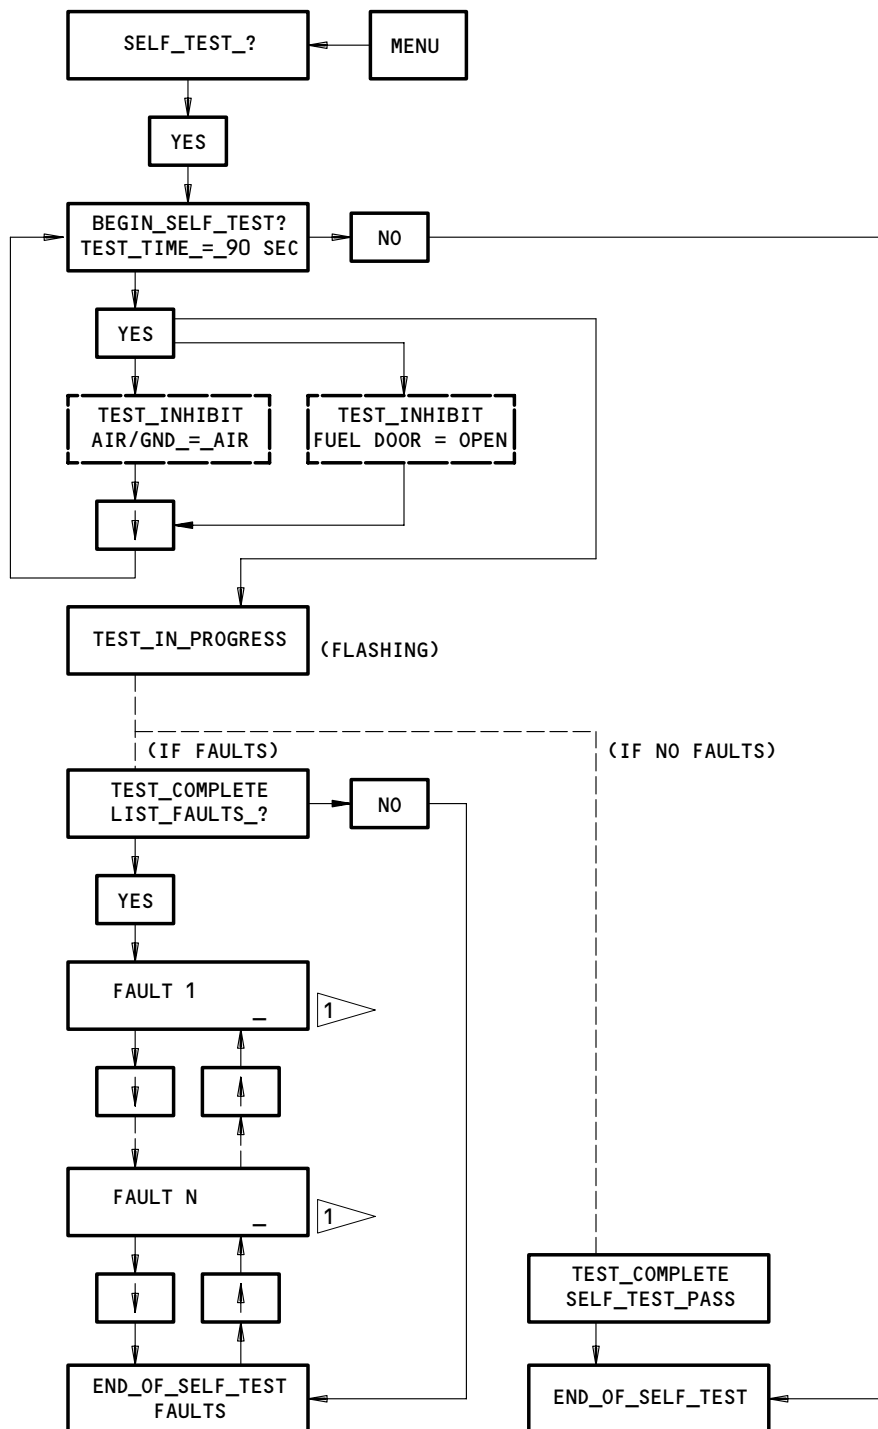 SELF_TEST_?
MENU
YES
BEGIN_SELF_TEST?
TEST_TIME_=_90 SEC
NO
YES
TEST_INHIBIT
AIR/GND_=_AIR
TEST_INHIBIT
FUEL DOOR = OPEN
TEST_IN_PROGRESS
(FLASHING)
(IF FAULTS)
(IF NO FAULTS)
TEST_COMPLETE
LIST_FAULTS_?
NO
YES
FAULT 1
_
1
FAULT N
_
1
TEST_COMPLETE
SELF_TEST_PASS
END_OF_SELF_TEST
FAULTS
END_OF_SELF_TEST